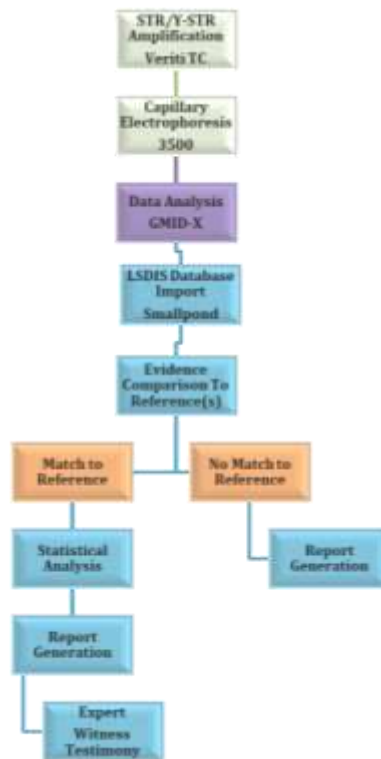 STR/Y-STR
Amplification
Veriti TC
Capillary
Electrophoresis
3500
Data Analysis
GMID-X
LSDIS Database
Import
Smallpond
Evidence
Comparison To
Reference(s)
Match to
Reference
No Match to
Reference
Statistical
Analysis
Report
Generation
Report
Generation
Expert
Witness
Testimony